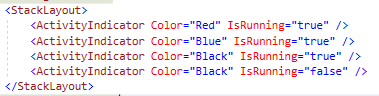 <StackLayout>
    <ActivityIndicator Color="Red" IsRunning="true" />
    <ActivityIndicator Color="Blue" IsRunning="true" />
    <ActivityIndicator Color="Black" IsRunning="true" />
    <ActivityIndicator Color="Black" IsRunning="false" />
</StackLayout>